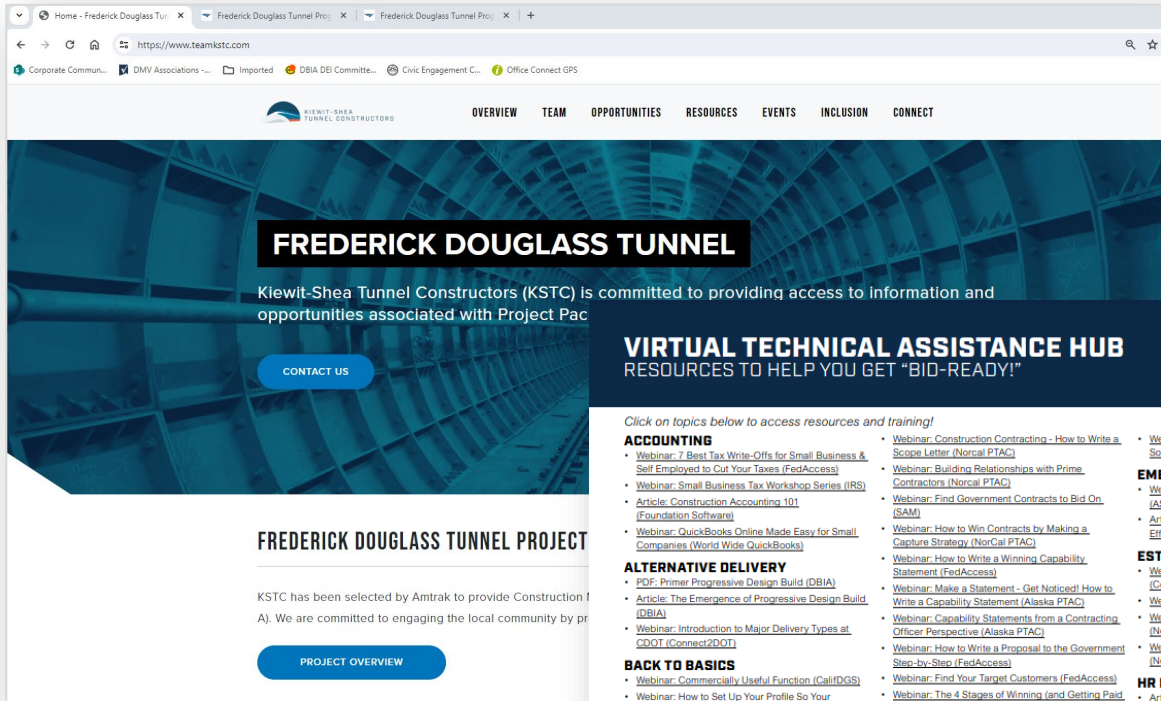 Home - Frederick Douglass Tun
Frederick Douglass Tunnel Prog
Frederick Douglass Tunnel Prog
https://www.teamkstc.com
Corporate Commun...
DMV Associations -...
Imported
DBIA DEI Committe...
Civic Engagement C...
Office Connect GPS
KIEWIT-SHEA
TUNNEL CONSTRUCTORS
OVERVIEW
TEAM
OPPORTUNITIES
RESOURCES
EVENTS
INCLUSION
CONNECT
FREDERICK DOUGLASS TUNNEL
Kiewit-Shea Tunnel Constructors (KSTC) is committed to providing access to information and
opportunities associated with Project Pac
CONTACT US
FREDERICK DOUGLASS TUNNEL PROJECT
KSTC has been selected by Amtrak to provide Construction
A). We are committed to engaging the local community by pr
PROJECT OVERVIEW
VIRTUAL TECHNICAL ASSISTANCE HUB
RESOURCES TO HELP YOU GET “BID-READY!”
Click on topics below to access resources and training!
ACCOUNTING
• Webinar: 7 Best Tax Write-Offs for Small Business &
Self Employed to Cut Your Taxes (FedAccess)
• Webinar: Small Business Tax Workshop Series (IRS)
• Article: Construction Accounting 101
(Foundation Software)
• Webinar: QuickBooks Online Made Easy for Small
Companies (World Wide QuickBooks)
ALTERNATIVE DELIVERY
• PDF: Primer Progressive Design Build (DBIA)
• Article: The Emergence of Progressive Design Build
(DBIA)
• Webinar: Introduction to Major Delivery Types at
CDOT (Connect2DOT)
BACK TO BASICS
• Webinar: Commercially Useful Function (CalifDGS)
• Webinar: How to Set Up Your Profile So Your
• Webinar: Construction Contracting - How to Write a
Scope Letter (Norcal PTAC)
• Webinar: Building Relationships with Prime
Contractors (Norcal PTAC)
• Webinar: Find Government Contracts to Bid On
(SAM)
• Webinar: How to Win Contracts by Making a
Capture Strategy (NorCal PTAC)
• Webinar: How to Write a Winning Capability
Statement (FedAccess)
• Webinar: Make a Statement - Get Noticed! How to
Write a Capability Statement (Alaska PTAC)
• Webinar: Capability Statements from a Contracting
Officer Perspective (Alaska PTAC)
• Webinar: How to Write a Proposal to the Government
Step-by-Step (FedAccess)
• Webinar: Find Your Target Customers (FedAccess)
• Webinar: The 4 Stages of Winning (and Getting Paid